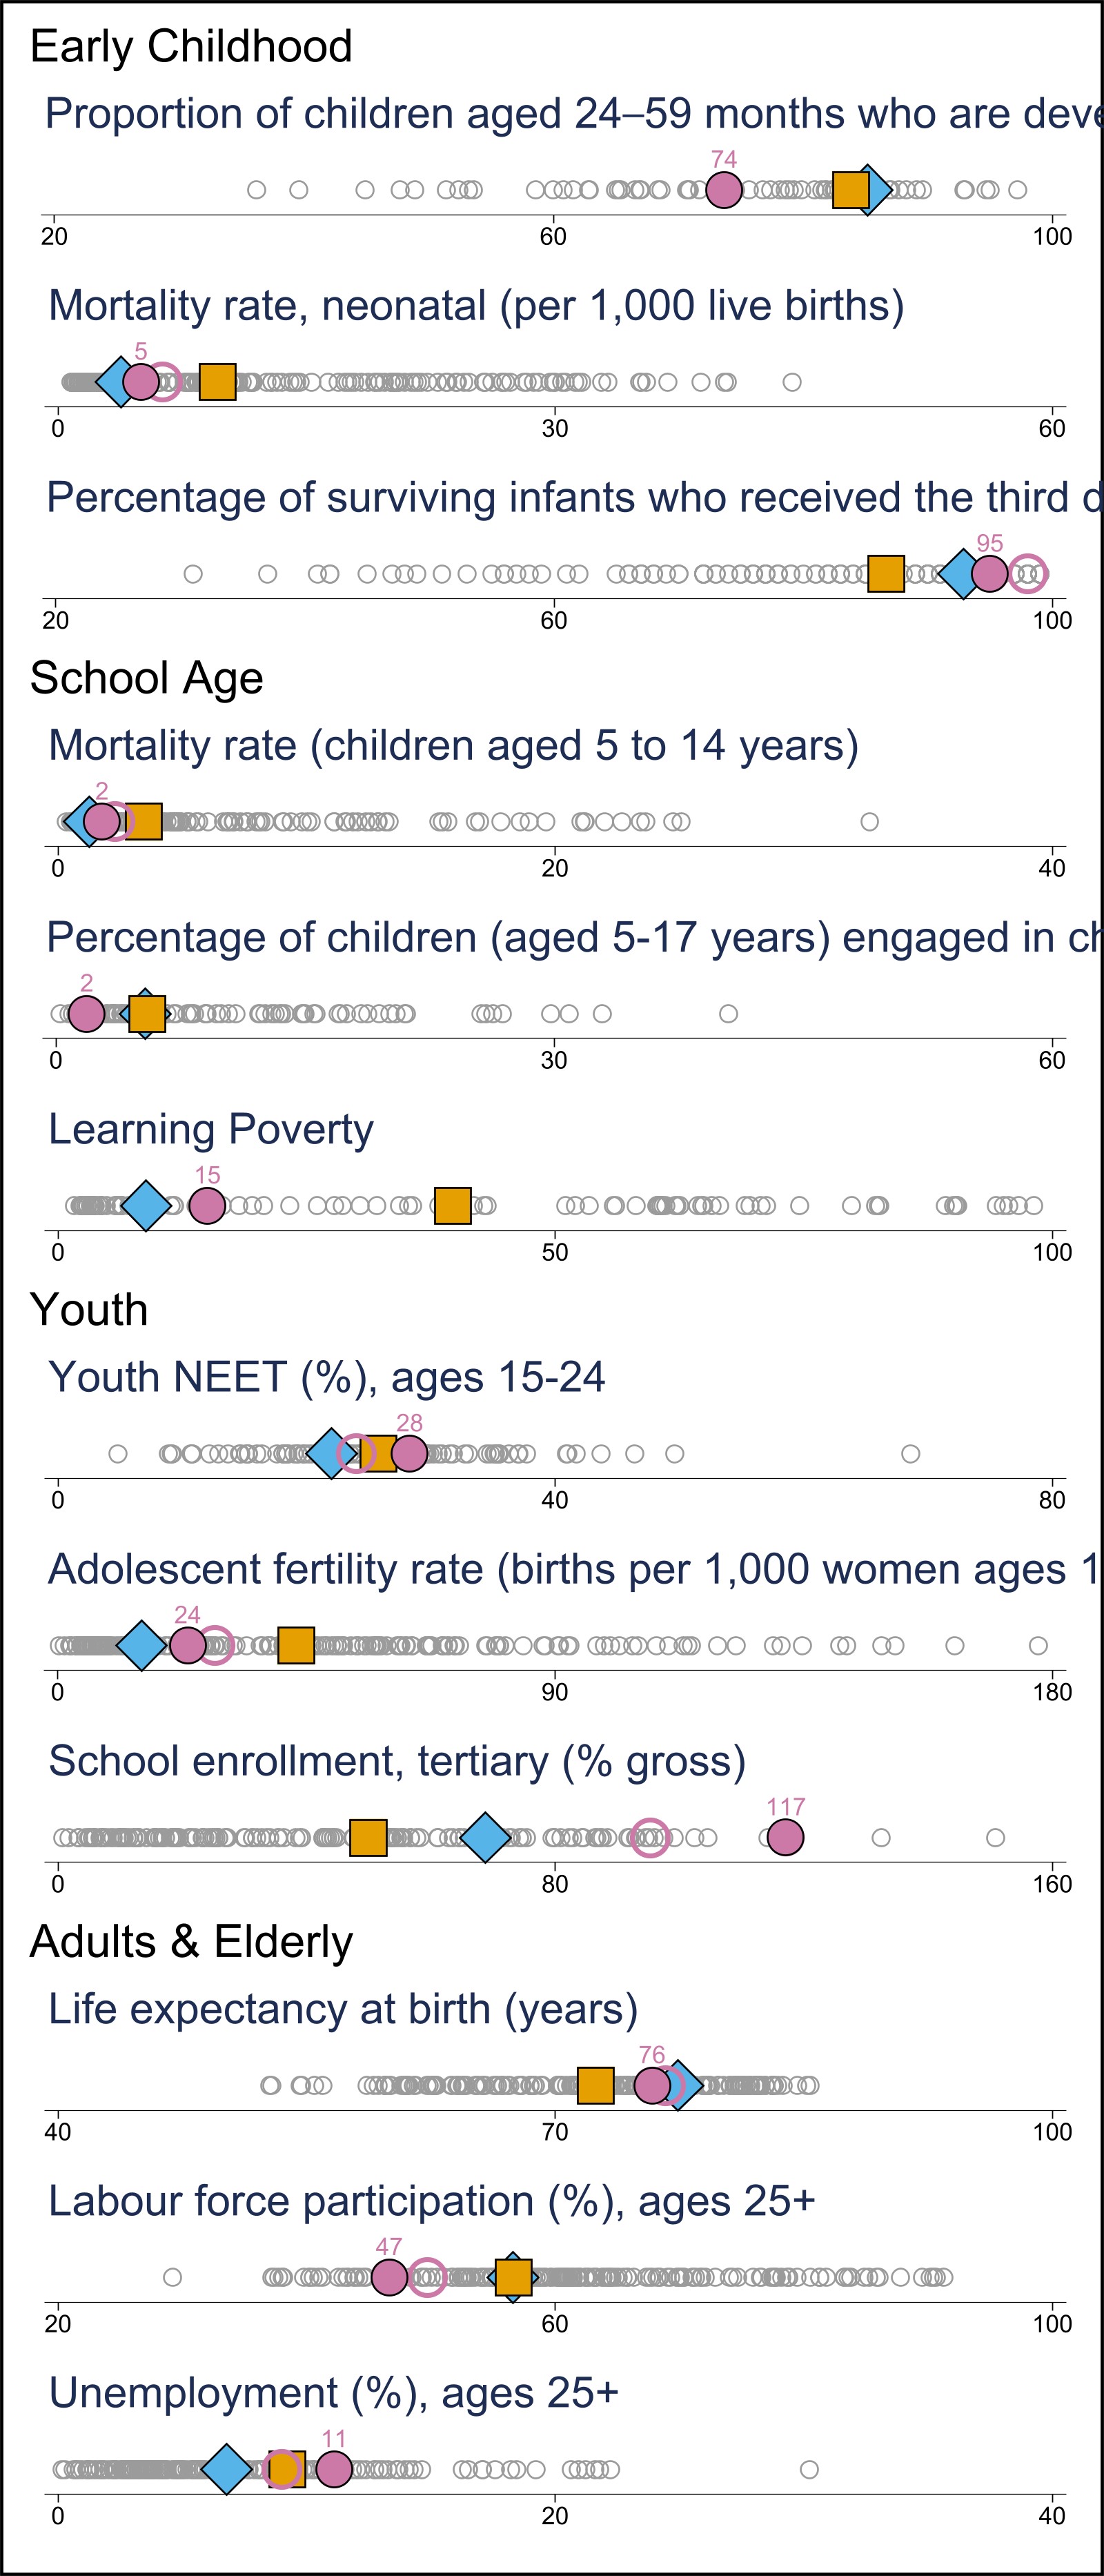 Early Childhood
Proportion of children aged 24–59 months who are deve
74
20 60 100
Mortality rate, neonatal (per 1,000 live births)
5
0 30 60
Percentage of surviving infants who received the third d
95
20 60 100
School Age
Mortality rate (children aged 5 to 14 years)
2
0 20 40
Percentage of children (aged 5-17 years) engaged in ch
2
0 30 60
Learning Poverty
15
0 50 100
Youth
Youth NEET (%), ages 15-24
28
0 40 80
Adolescent fertility rate (births per 1,000 women ages 1
24
0 90 180
School enrollment, tertiary (% gross)
117
0 80 160
Adults & Elderly
Life expectancy at birth (years)
76
40 70 100
Labour force participation (%), ages 25+
47
20 60 100
Unemployment (%), ages 25+
11
0 20 40